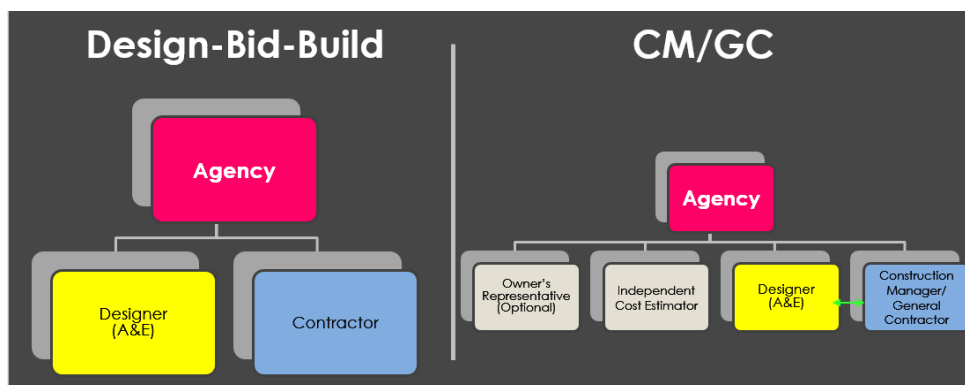 Design-Bid-Build
CM/GC
Agency
Designer
(A&E)
Contractor
Agency
Owner's
Representative
(Optional)
Independent
Cost Estimator
Designer
(A&E)
Construction
Manager/
General
Contractor